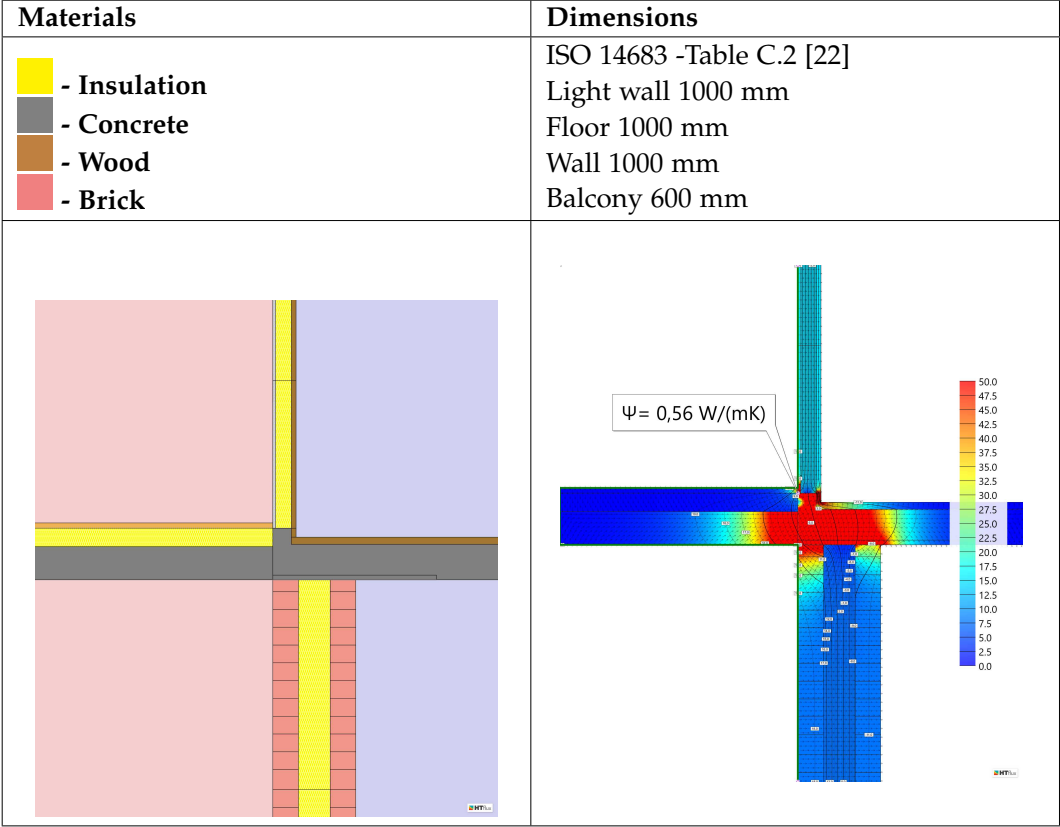 Materials
Dimensions
- Insulation
- Concrete
- Wood
- Brick
ISO 14683 -Table C.2 [22]
Light wall 1000 mm
Floor 1000 mm
Wall 1000 mm
Balcony 600 mm
Ψ= 0,56 W/(mK)
50.0
47.5
45.0
42.5
40.0
37.5
35.0
32.5
30.0
27.5
25.0
22.5
20.0
17.5
15.0
12.5
10.0
7.5
5.0
2.5
0.0
HTflux
HTflux